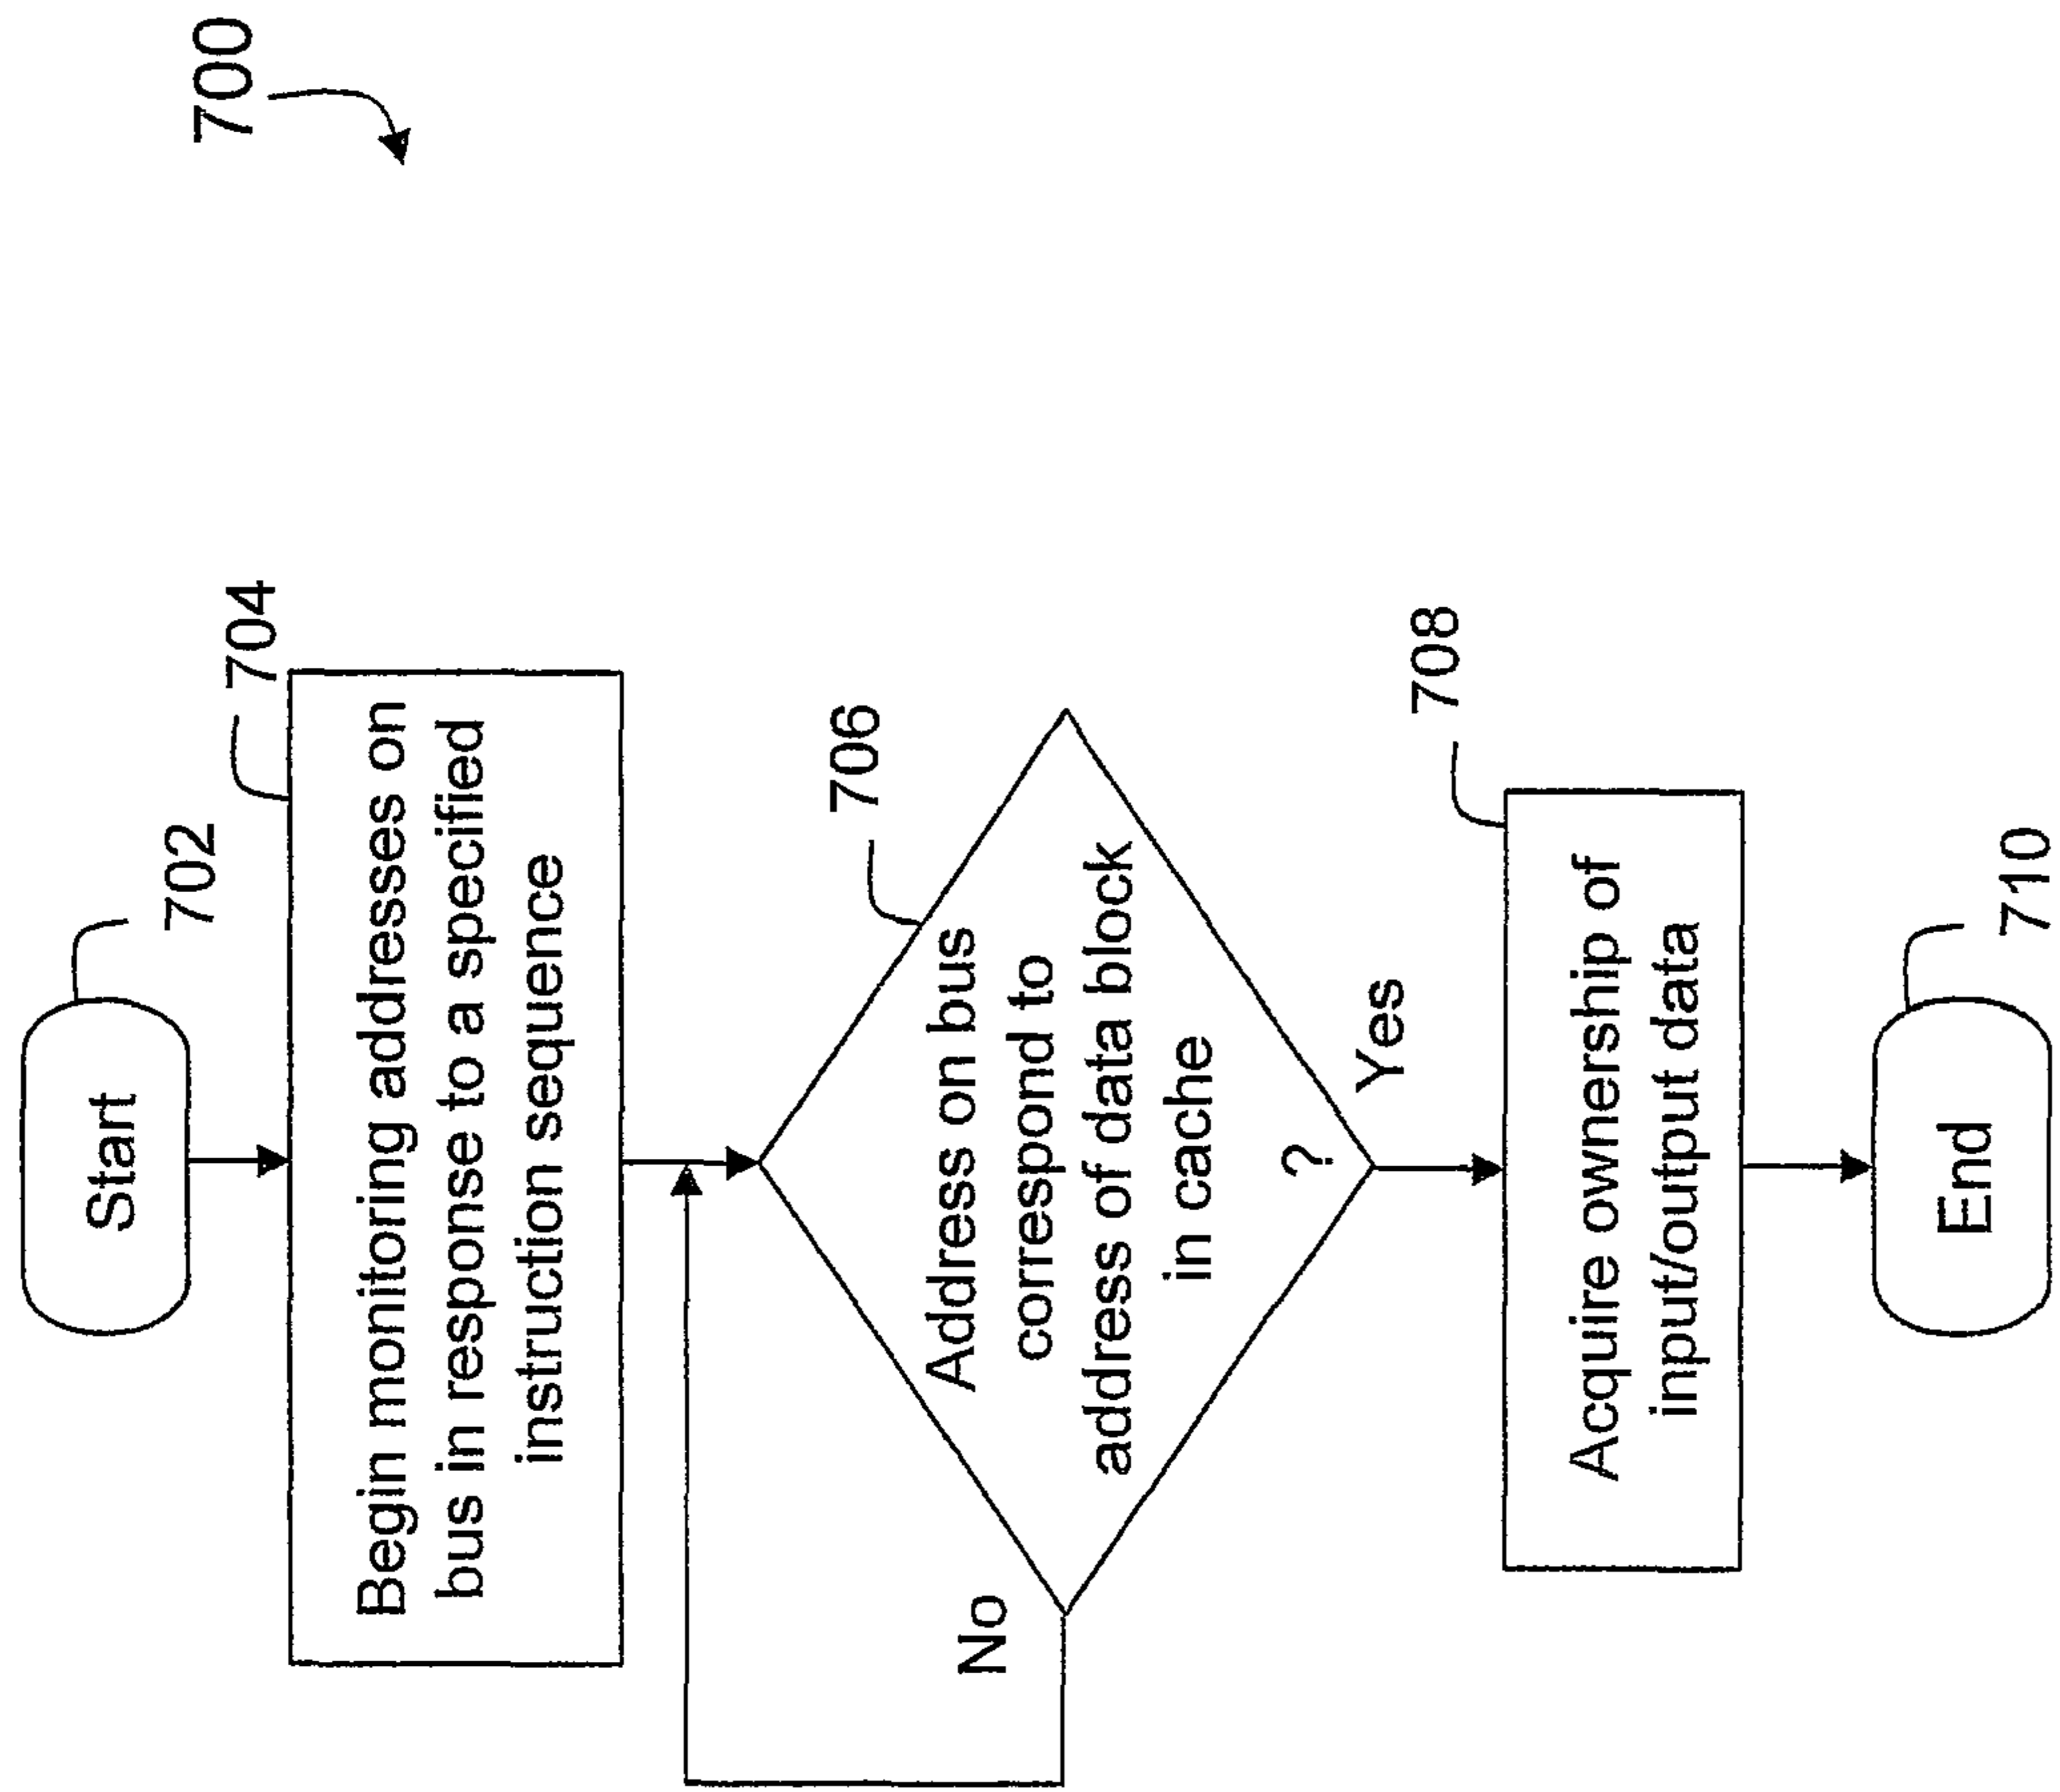 700
Start
702
Begin monitoring addresses on
bus in response to a specified
instruction sequence
704
Address on bus
correspond to
address of data block
in cache
?
706
No
Yes
Acquire ownership of
input/output data
708
End
710